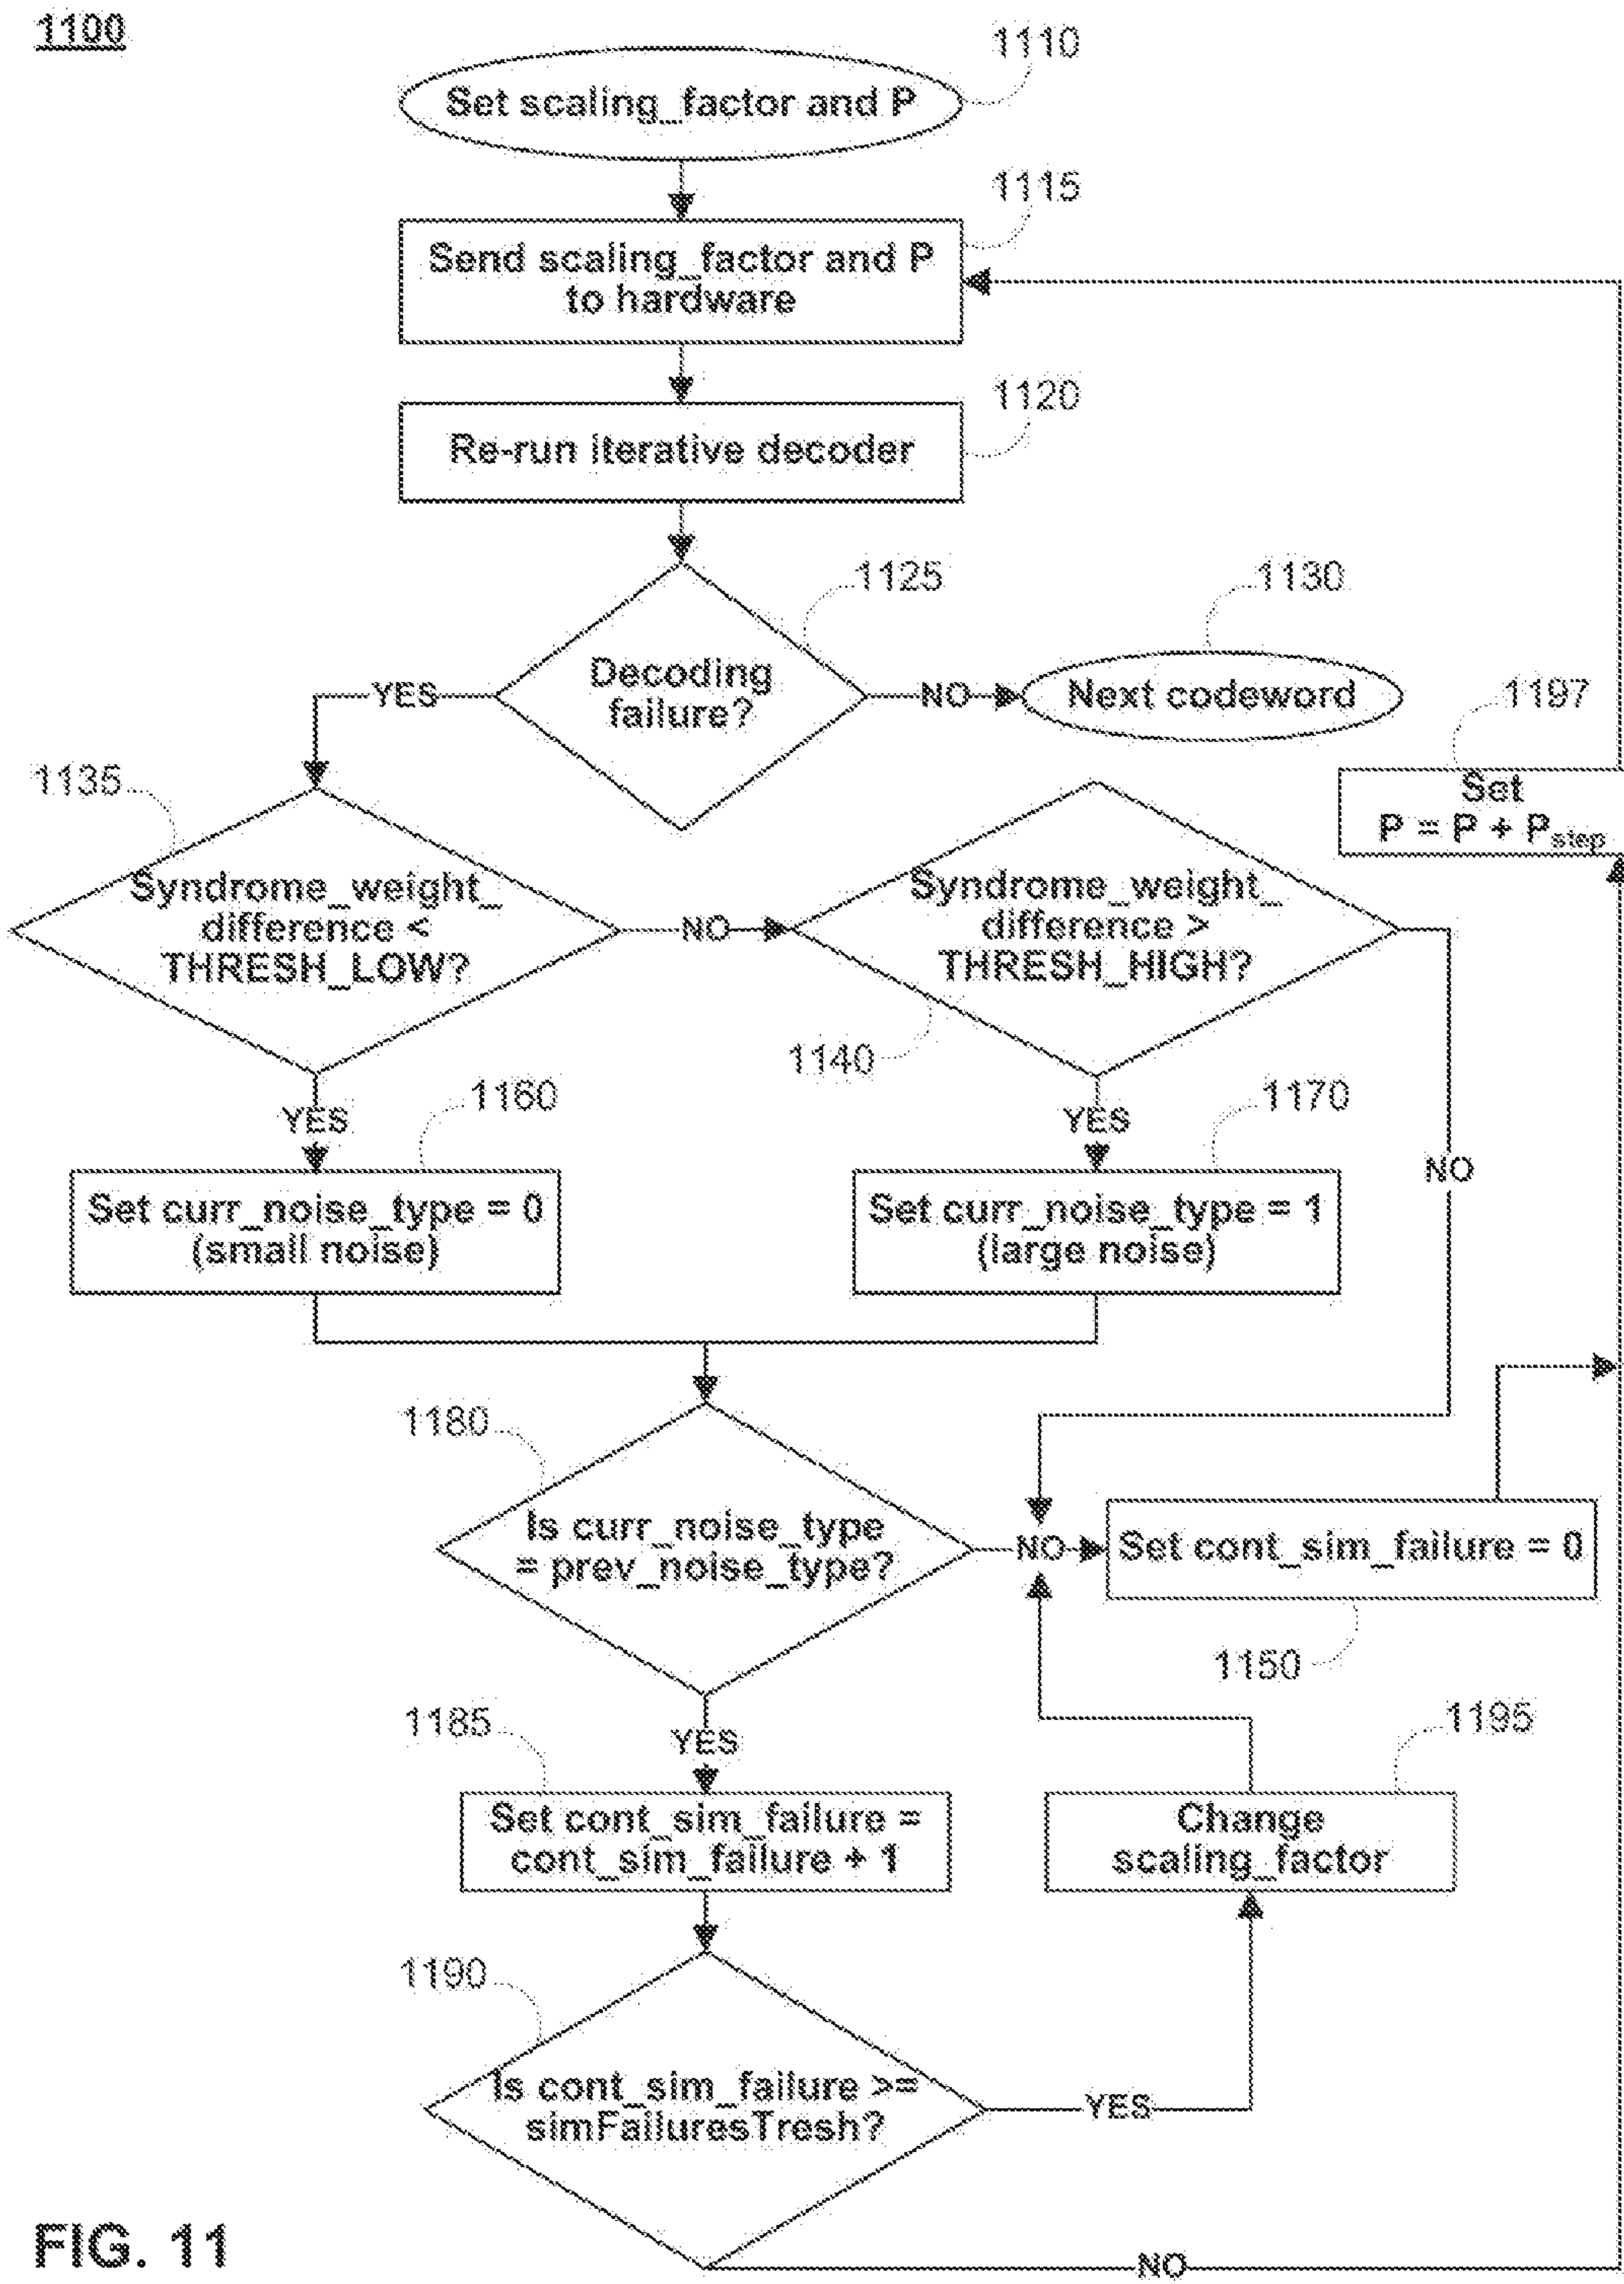 1100
1110
Set scaling_factor and P
1115
Send scaling_factor and P
to hardware
1120
Re-run iterative decoder
1125
1130
Decoding
failure?
YES
NO
Next codeword
1197
Set
P = P + Pstep
1135
Syndrome_weight_
difference <
THRESH_LOW?
NO
Syndrome_weight_
difference >
THRESH_HIGH?
1140
YES
1160
YES
1170
NO
Set curr_noise_type = 0
(small noise)
Set curr_noise_type = 1
(large noise)
1180
Is curr_noise_type
= prev_noise_type?
NO
Set cont_sim_failure = 0
1150
1185
YES
1195
Set cont_sim_failure =
cont_sim_failure + 1
Change
scaling_factor
1190
Is cont_sim_failure >=
simFailuresTresh?
YES
NO
FIG. 11